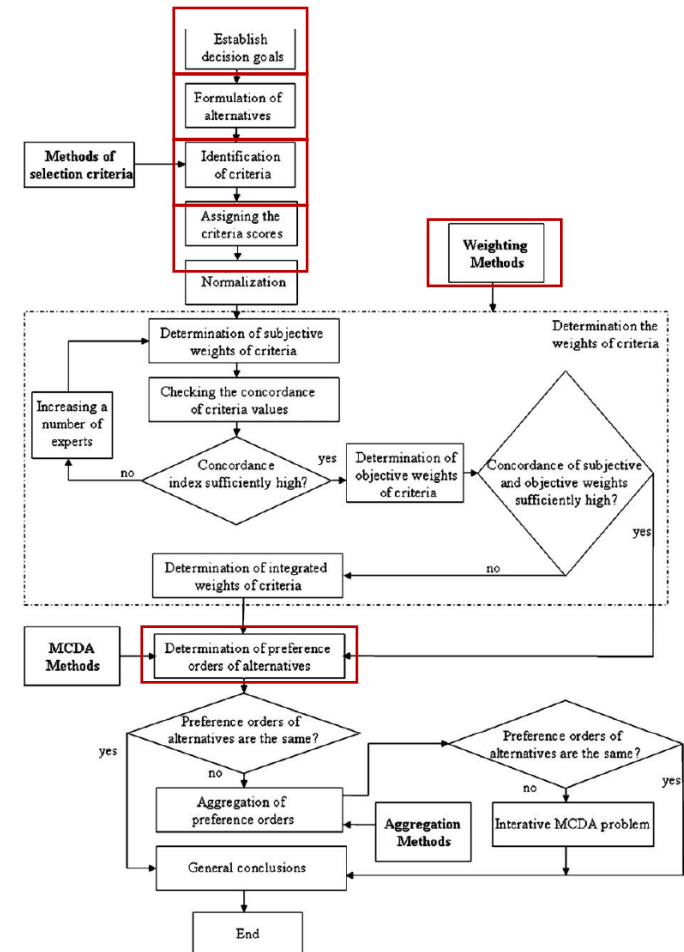 Establish
decision goals
Formulation of
alternatives
Methods of
selection criteria
Identification
of criteria
Assigning the
criteria scores
Weighting
Methods
Normalization
Determination the
weights of criteria
Determination of subjective
weights of criteria
Increasing a
number of
experts
Checking the concordance
of criteria values
no
Concordance
index sufficiently high?
yes
Determination of
objective weights
of criteria
Concordance of subjective
and objective weights
sufficiently high?
yes
no
Determination of integrated
weights of criteria
MCDA
Methods
Determination of preference
orders of alternatives
Preference orders of
alternatives are the same?
yes
no
Preference orders of
alternatives are the same?
no
yes
Aggregation of
preference orders
Aggregation
Methods
Interative MCDA problem
General conclusions
End